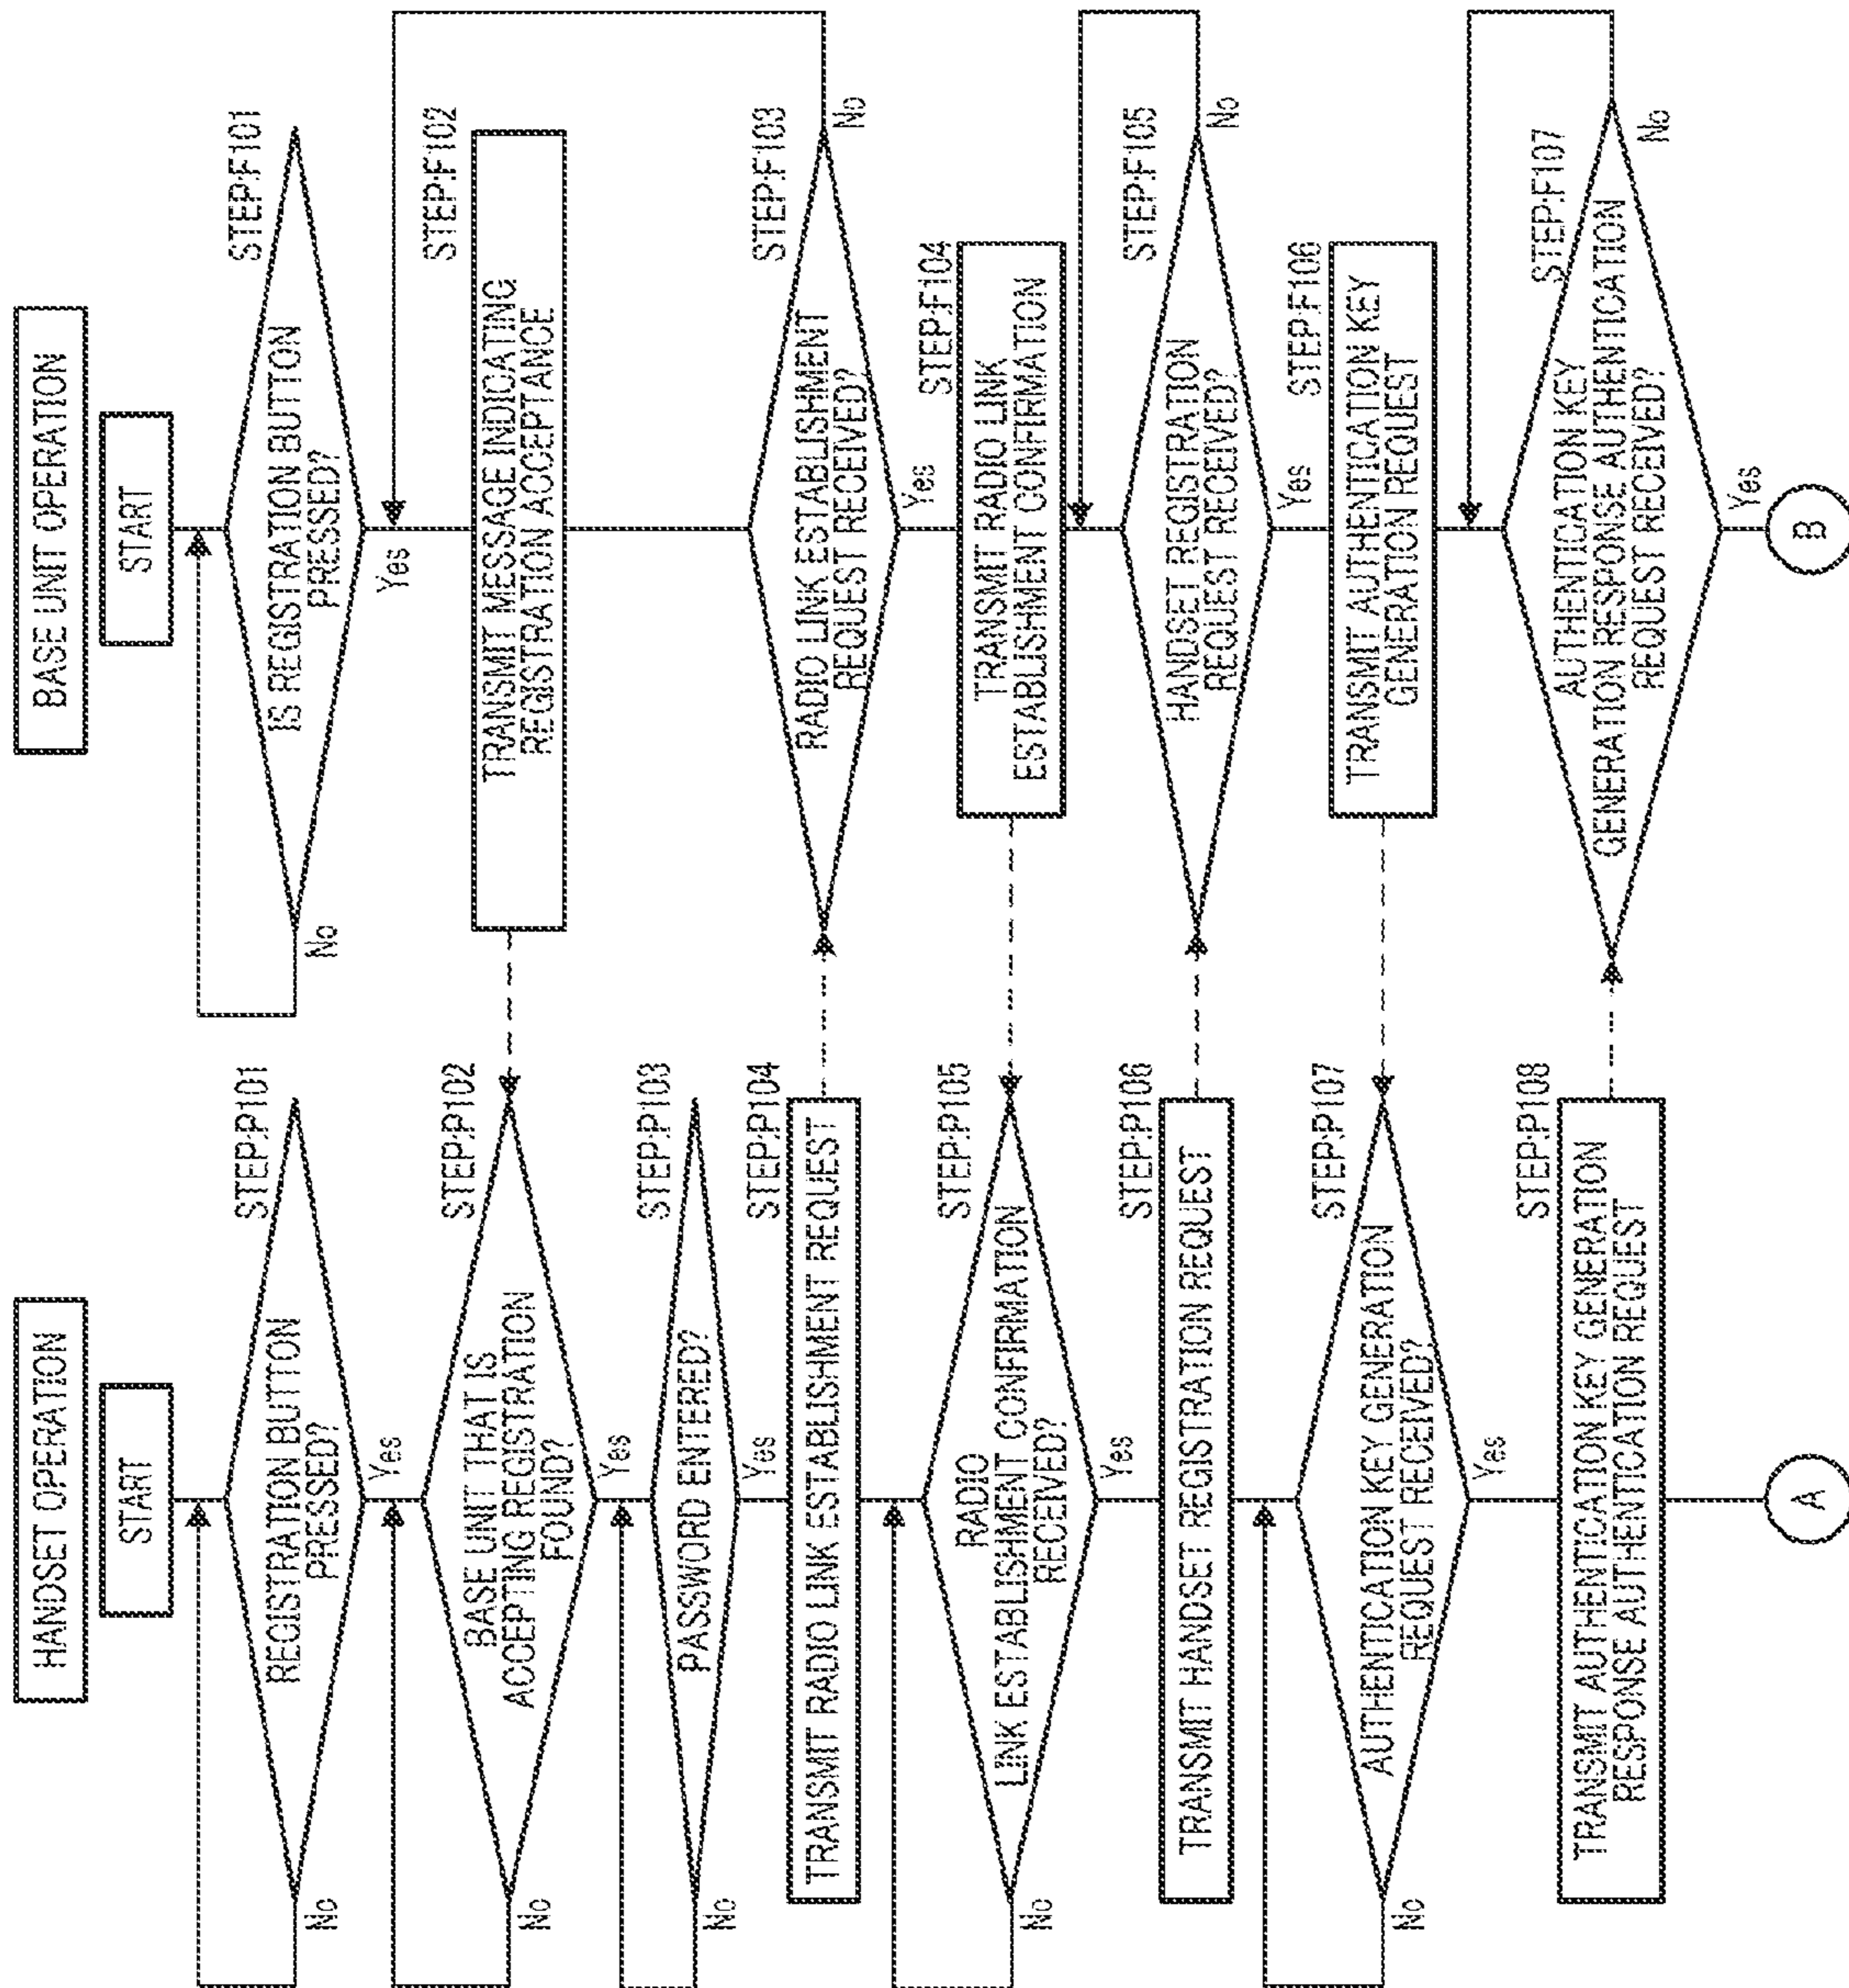 HANDSET OPERATION
START
STEP:P101
REGISTRATION BUTTON
PRESSED?
No
Yes
STEP:P102
BASE UNIT THAT IS
ACCEPTING REGISTRATION
FOUND?
No
Yes
STEP:P103
PASSWORD ENTERED?
No
Yes
STEP:P104
TRANSMIT RADIO LINK ESTABLISHMENT REQUEST
STEP:P105
RADIO
LINK ESTABLISHMENT CONFIRMATION
RECEIVED?
No
Yes
STEP:P106
TRANSMIT HANDSET REGISTRATION REQUEST
STEP:P107
AUTHENTICATION KEY GENERATION
REQUEST RECEIVED?
No
Yes
STEP:P108
TRANSMIT AUTHENTICATION KEY GENERATION
RESPONSE AUTHENTICATION REQUEST
A
BASE UNIT OPERATION
START
STEP:F101
IS REGISTRATION BUTTON
PRESSED?
No
Yes
STEP:F102
TRANSMIT MESSAGE INDICATING
REGISTRATION ACCEPTANCE
STEP:F103
RADIO LINK ESTABLISHMENT
REQUEST RECEIVED?
No
Yes
STEP:F104
TRANSMIT RADIO LINK
ESTABLISHMENT CONFIRMATION
STEP:F105
HANDSET REGISTRATION
REQUEST RECEIVED?
No
Yes
STEP:F106
TRANSMIT AUTHENTICATION KEY
GENERATION REQUEST
STEP:F107
AUTHENTICATION KEY
GENERATION RESPONSE AUTHENTICATION
REQUEST RECEIVED?
No
Yes
B